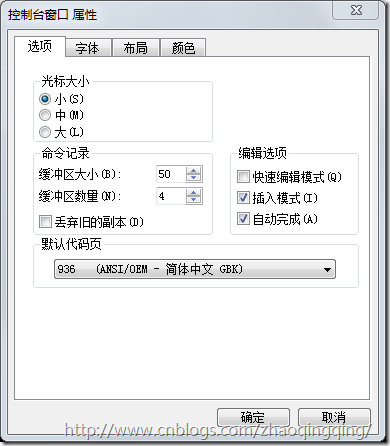 控制台窗口 属性
选项 字体 布局 颜色
光标大小
小(S)
中(M)
大(L)
命令记录
缓冲区大小(B): 50
缓冲区数量(N): 4
丢弃旧的副本(D)
编辑选项
快速编辑模式(Q)
插入模式(I)
自动完成(A)
默认代码页
936 (ANSI/OEM - 简体中文 GBK)
确定 取消
http://www.cnblogs.com/zhaoqingqing/